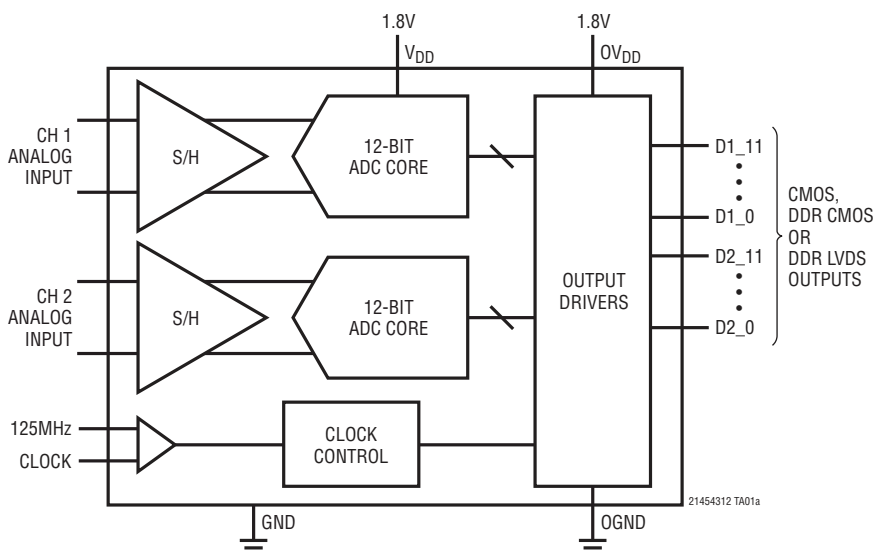 1.8V
1.8V
VDD
OVDD
CH 1
ANALOG
INPUT
S/H
12-BIT
ADC CORE
D1_11
D1_0
D2_11
D2_0
CMOS,
DDR CMOS
OR
DDR LVDS
OUTPUTS
OUTPUT
DRIVERS
CH 2
ANALOG
INPUT
S/H
12-BIT
ADC CORE
125MHz
CLOCK
CLOCK
CONTROL
21454312 TA01a
GND
OGND